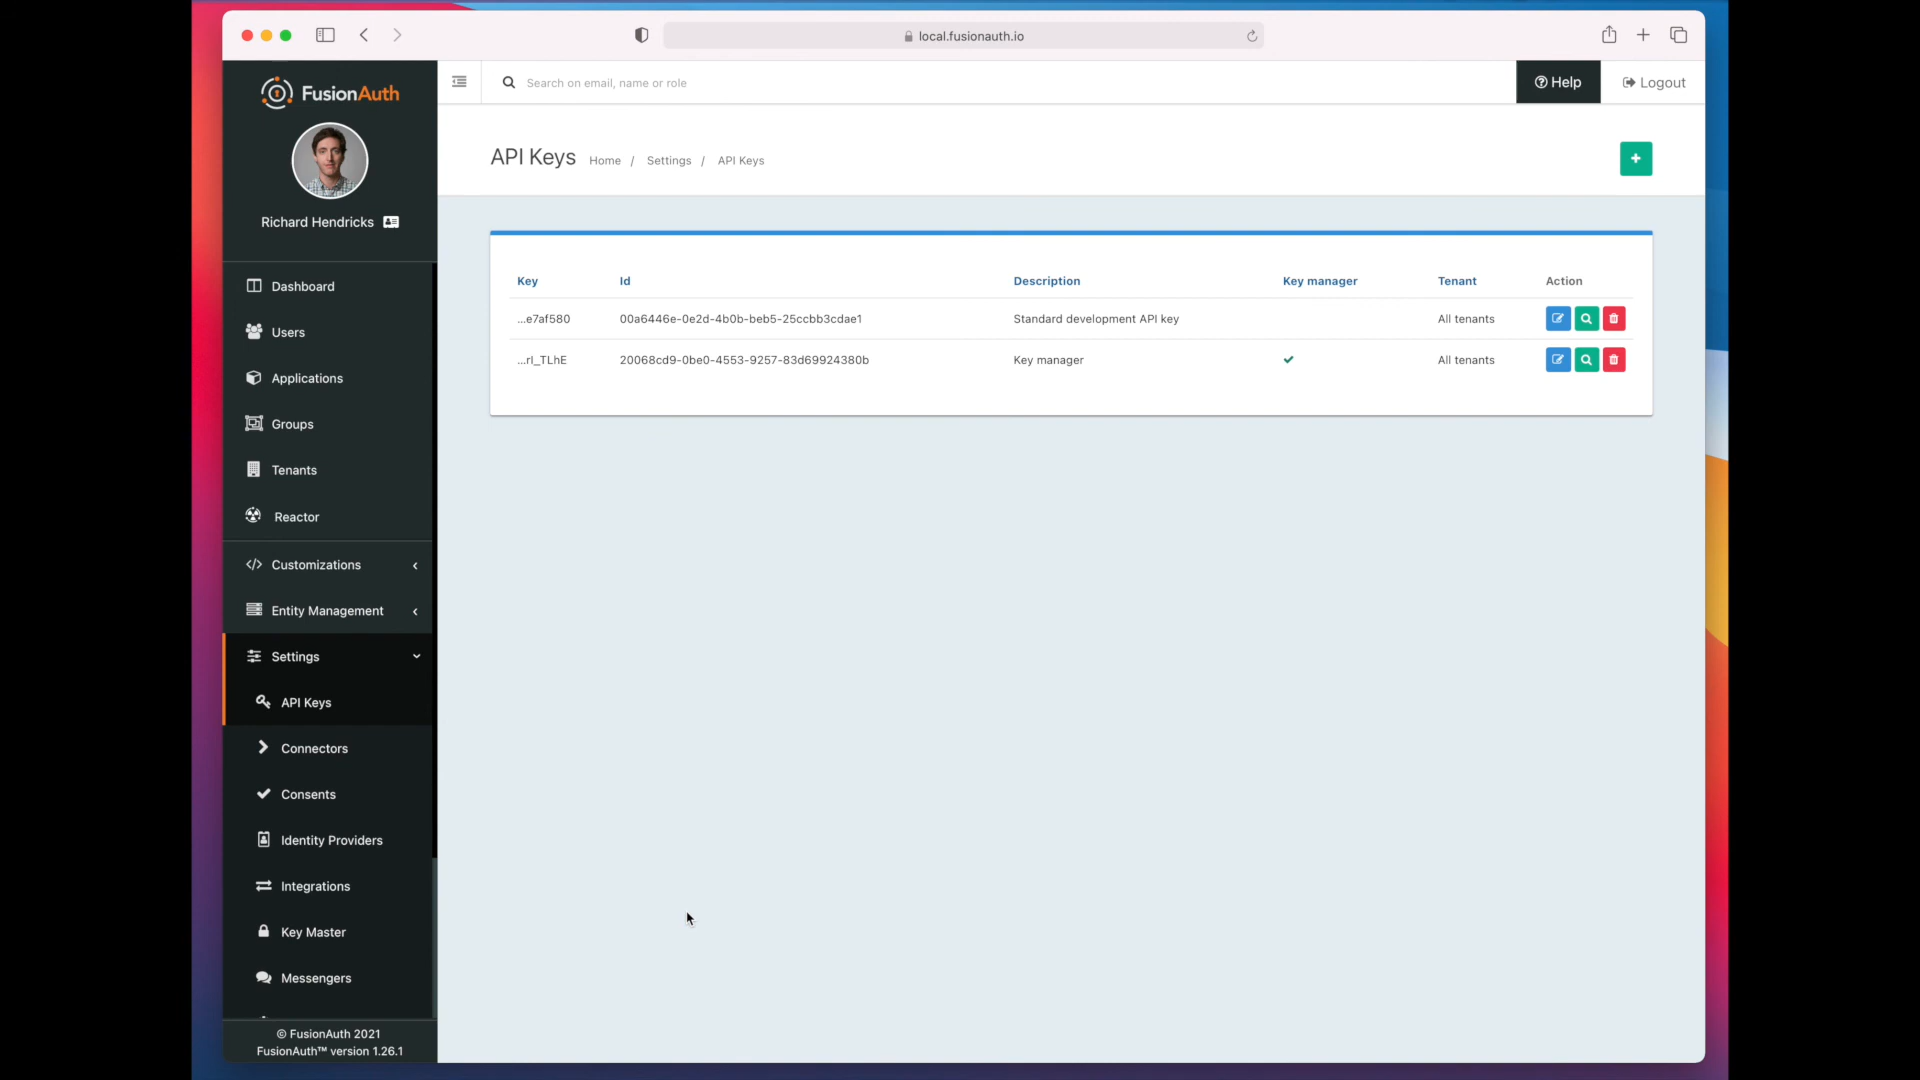 local.fusionauth.io
FusionAuth
Search on email, name or role
Help
Logout
Richard Hendricks
API Keys
Home / Settings / API Keys
Key Id Description Key manager Tenant Action
...e7af580 00a6446e-0e2d-4b0b-beb5-25ccbb3cdae1 Standard development API key All tenants
...rI_TLhE 20068cd9-0be0-4553-9257-83d69924380b Key manager All tenants
Dashboard
Users
Applications
Groups
Tenants
Reactor
Customizations
Entity Management
Settings
API Keys
Connectors
Consents
Identity Providers
Integrations
Key Master
Messengers
© FusionAuth 2021
FusionAuth™ version 1.26.1